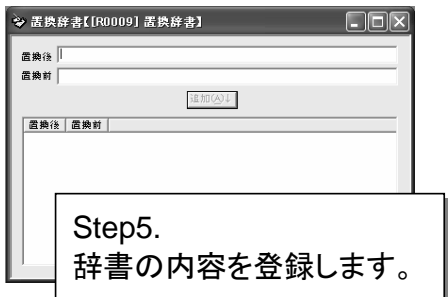 置換辞書【[R0009] 置換辞書】
置換後
置換前
追加(A)↓
置換後 置換前
Step5.
辞書の内容を登録します。